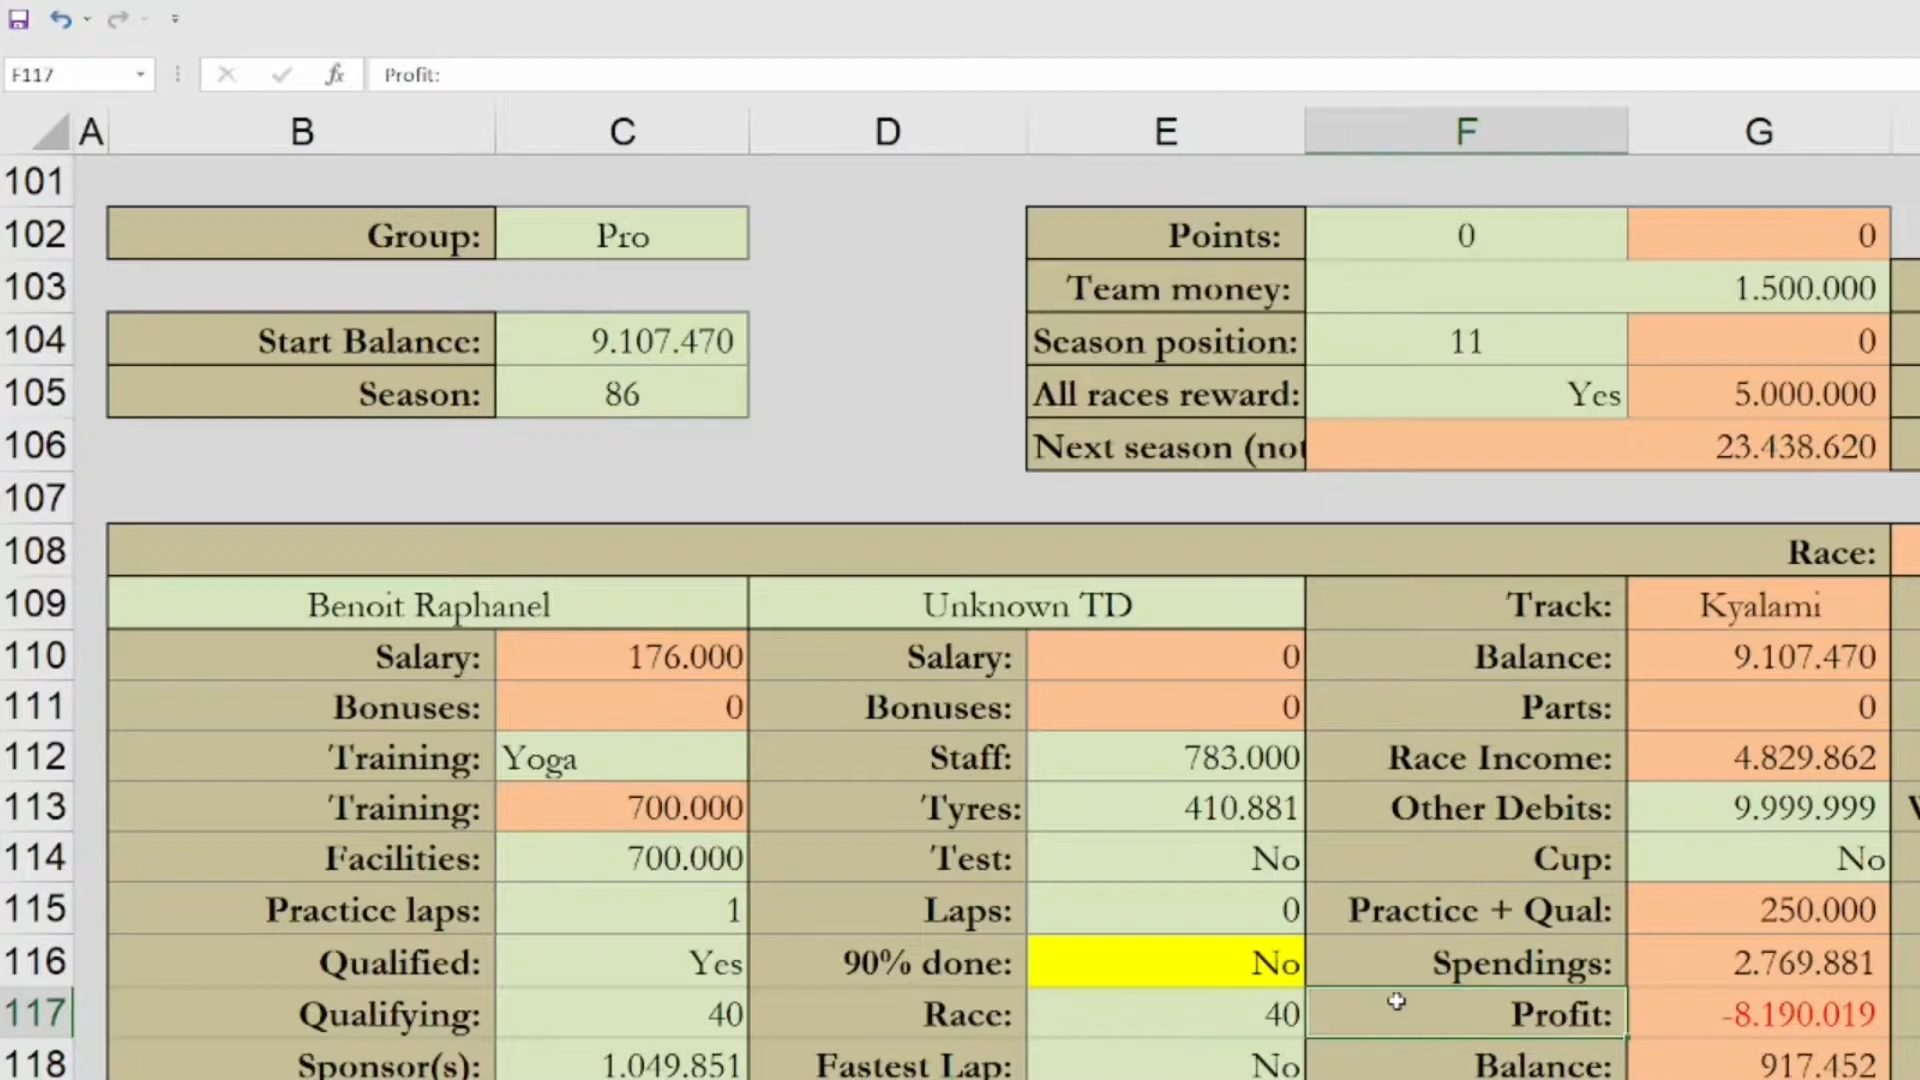 F117 Profit:
A B C D E F G
101
102 Group: Pro Points: 0 0
103 Team money: 1.500.000
104 Start Balance: 9.107.470 Season position: 11 0
105 Season: 86 All races reward: Yes 5.000.000
106 Next season (not 23.438.620
107
108 Race:
109 Benoit Raphanel Unknown TD Track: Kyalami
110 Salary: 176.000 Salary: 0 Balance: 9.107.470
111 Bonuses: 0 Bonuses: 0 Parts: 0
112 Training: Yoga Staff: 783.000 Race Income: 4.829.862
113 Training: 700.000 Tyres: 410.881 Other Debits: 9.999.999
114 Facilities: 700.000 Test: No Cup: No
115 Practice laps: 1 Laps: 0 Practice + Qual: 250.000
116 Qualified: Yes 90% done: No Spendings: 2.769.881
117 Qualifying: 40 Race: 40 Profit: -8.190.019
118 Sponsor(s): 1.049.851 Fastest Lap: No Balance: 917.452